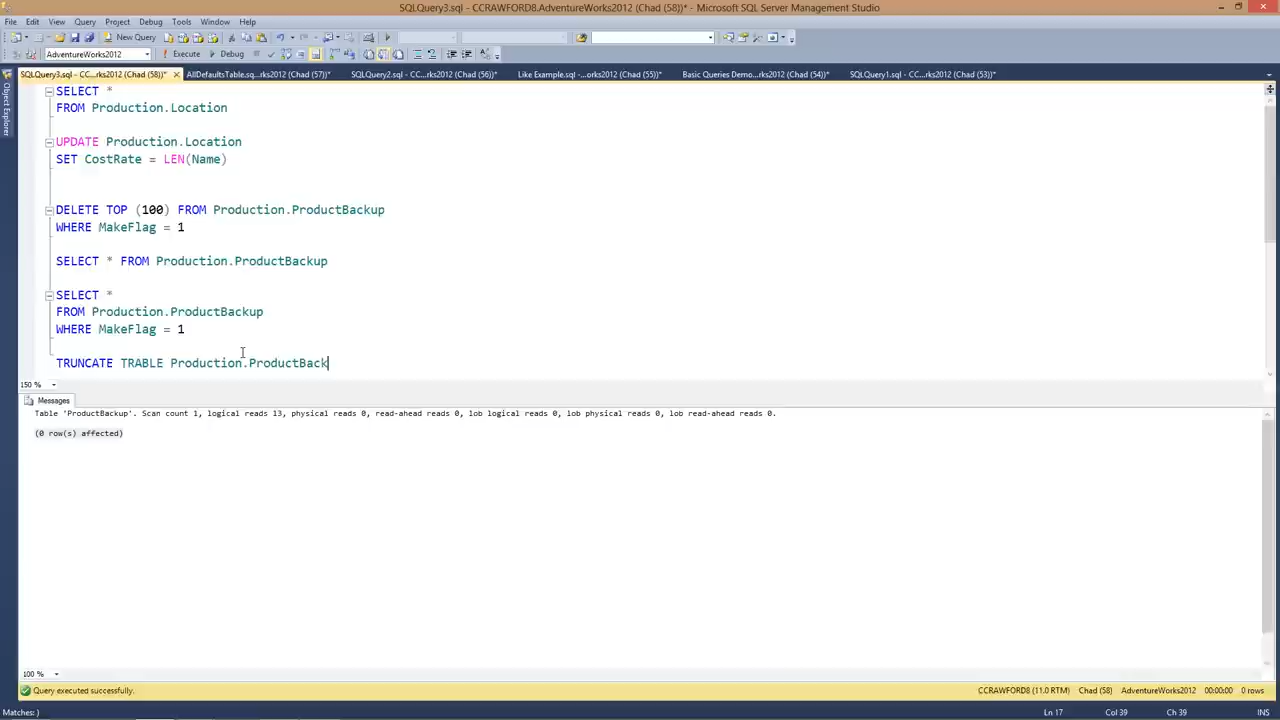 SQLQuery3.sql - CCRAWFORD8.AdventureWorks2012 (Chad (58))* - Microsoft SQL Server Management Studio
File Edit View Query Project Debug Tools Window Help
New Query
AdventureWorks2012 Execute Debug
SQLQuery3.sql - CC...rks2012 (Chad (58))* AllDefaultsTable.sq...rks2012 (Chad (57))* SQLQuery2.sql - CC...rks2012 (Chad (56))* Like Example.sql -...orks2012 (Chad (55))* Basic Queries Demo...rks2012 (Chad (54))* SQLQuery1.sql - CC...rks2012 (Chad (53))*
Object Explorer
SELECT *
FROM Production.Location
UPDATE Production.Location
SET CostRate = LEN(Name)
DELETE TOP (100) FROM Production.ProductBackup
WHERE MakeFlag = 1
SELECT * FROM Production.ProductBackup
SELECT *
FROM Production.ProductBackup
WHERE MakeFlag = 1
TRUNCATE TRABLE Production.ProductBack
150 %
Messages
Table 'ProductBackup'. Scan count 1, logical reads 13, physical reads 0, read-ahead reads 0, lob logical reads 0, lob physical reads 0, lob read-ahead reads 0.
(0 row(s) affected)
100 %
Query executed successfully. CCRAWFORD8 (11.0 RTM) Chad (58) AdventureWorks2012 00:00:00 0 rows
Matches: ) Ln 17 Col 39 Ch 39 INS